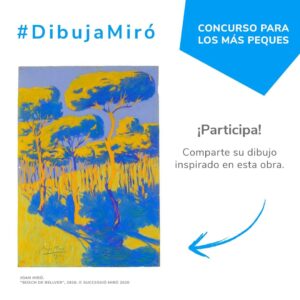 #DibujaMiró
CONCURSO PARA
LOS MÁS PEQUES
¡Participa!
Comparte su dibujo
inspirado en esta obra.
JOAN MIRÓ.
"BOSCH DE BELLVER", 1910. © SUCCESSIÓ MIRÓ 2020